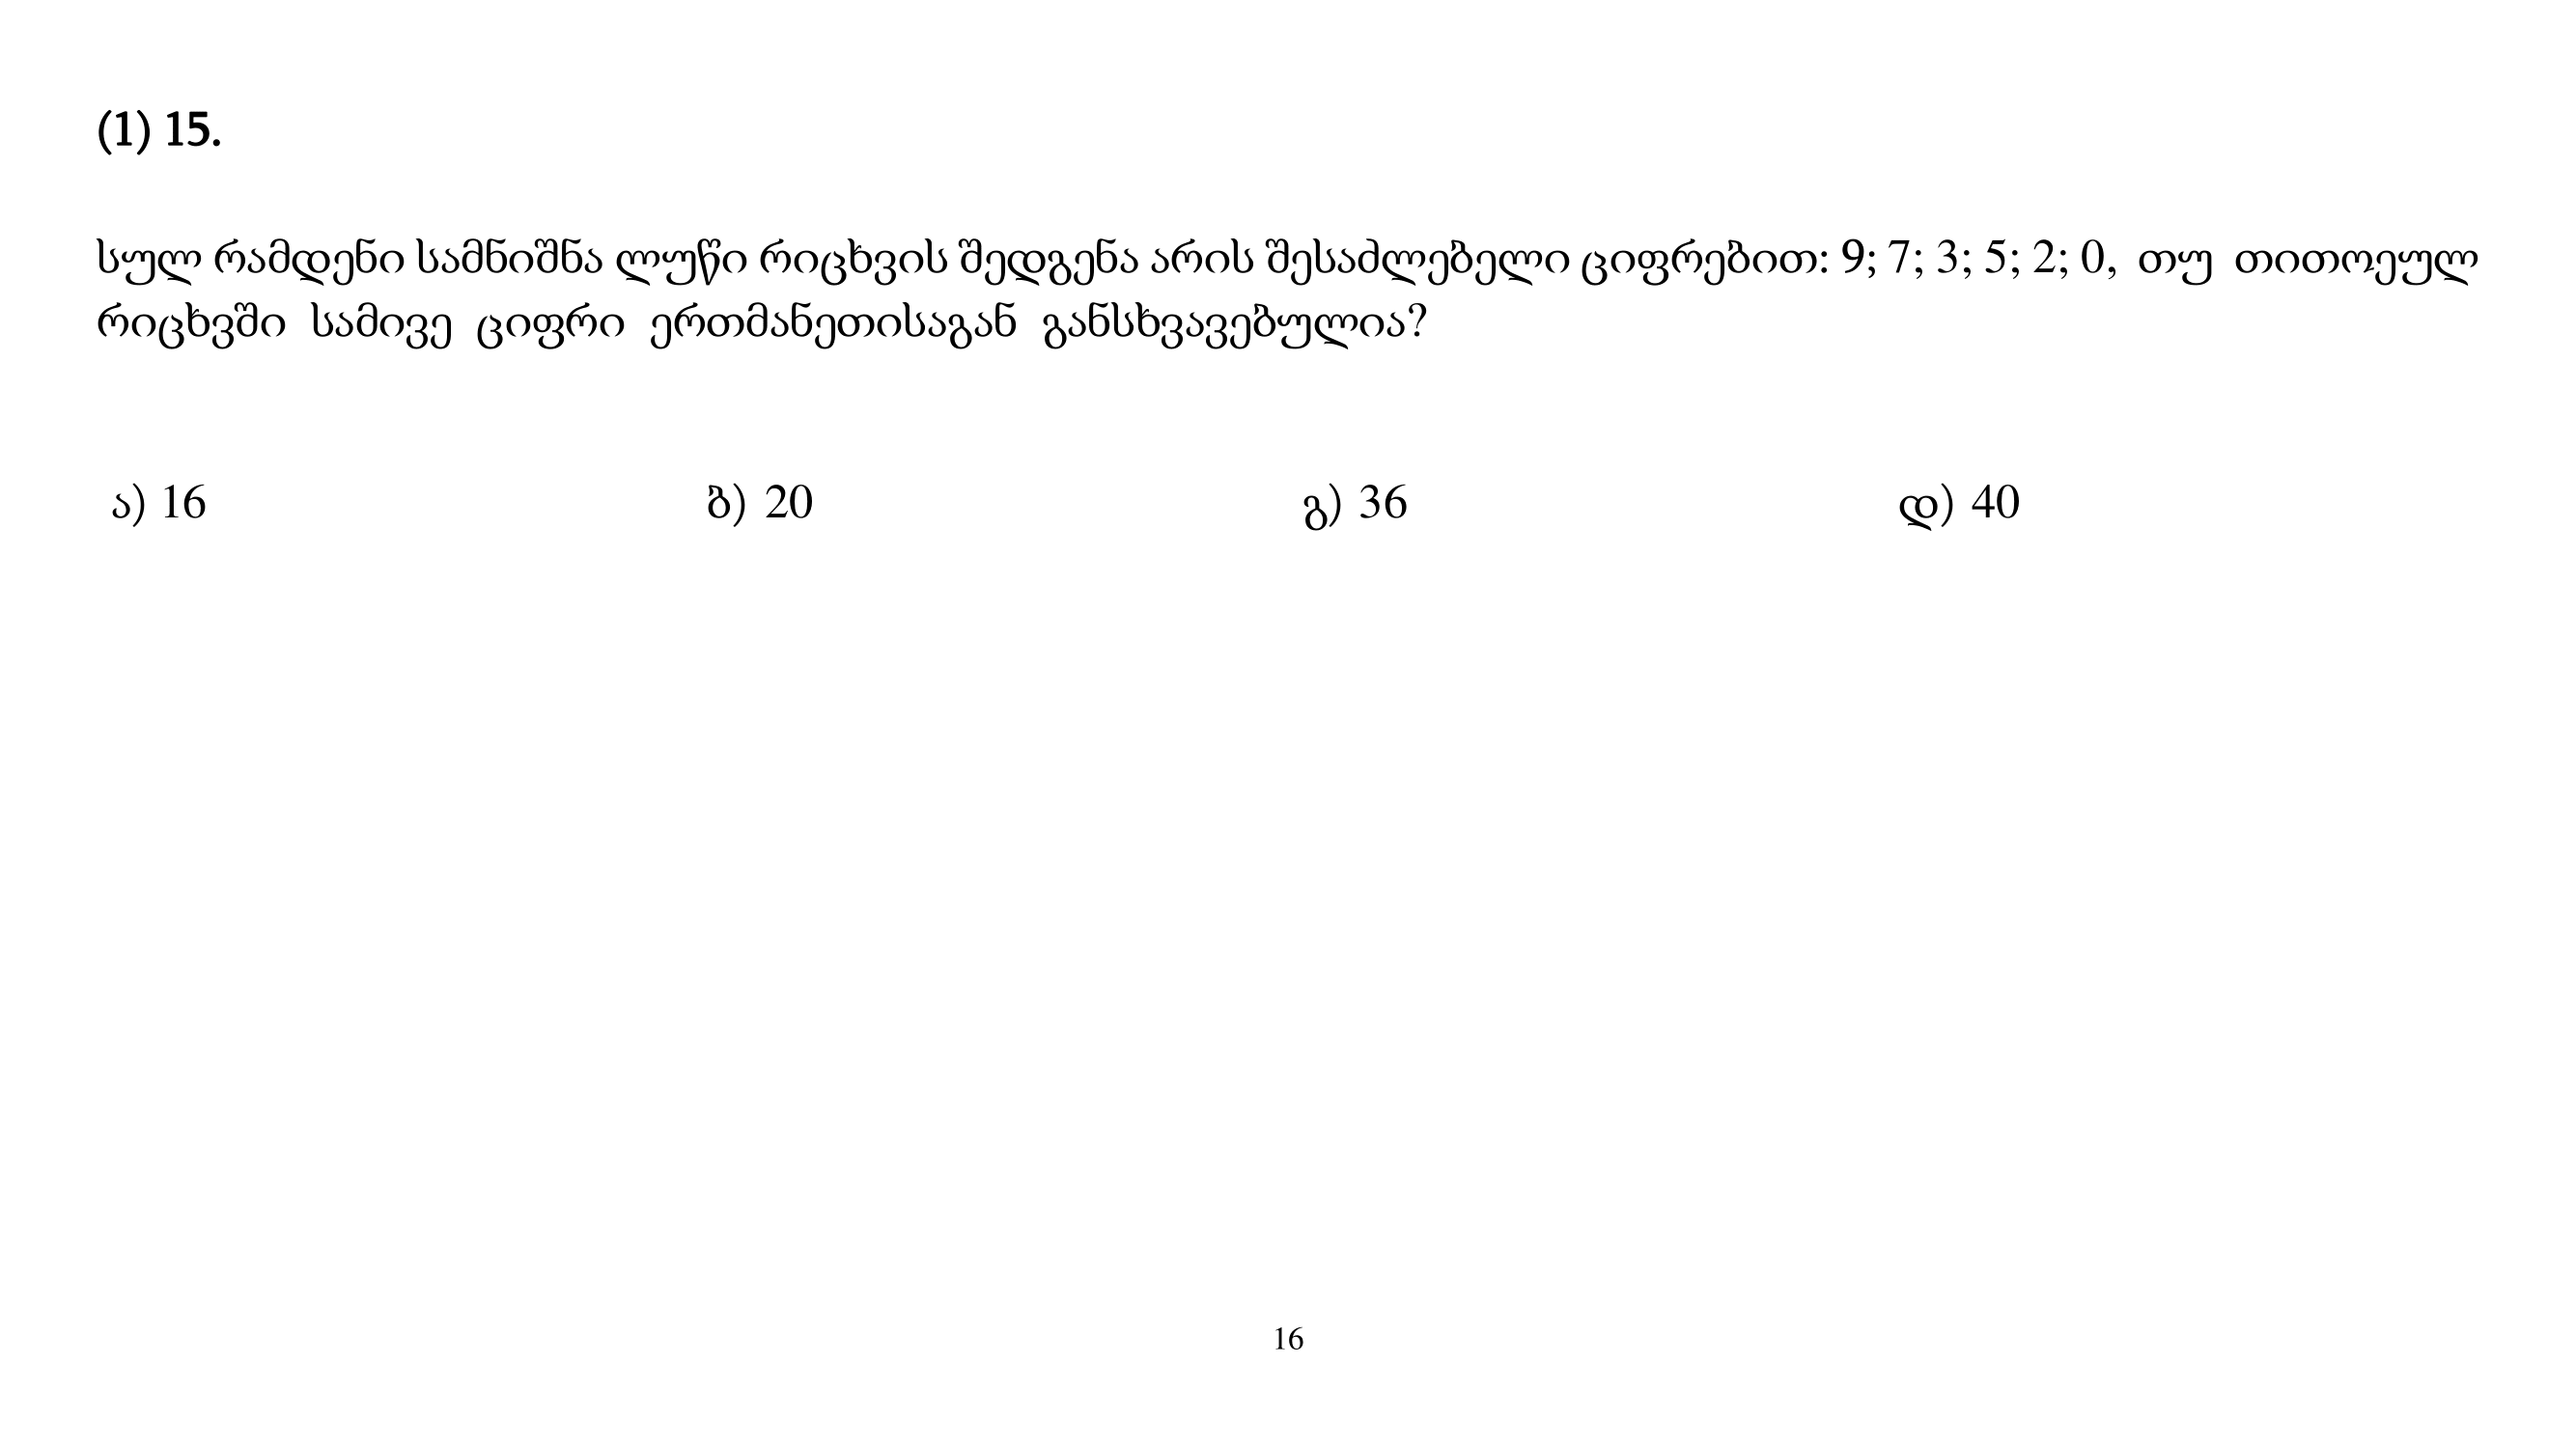 (1) 15.
სულ რამდენი სამნიშნა ლუწი რიცხვის შედგენა არის შესაძლებელი ციფრებით: 9; 7; 3; 5; 2; 0, თუ თითოეულ
რიცხვში სამივე ციფრი ერთმანეთისაგან განსხვავებულია?
ა) 16 ბ) 20 გ) 36 დ) 40
16